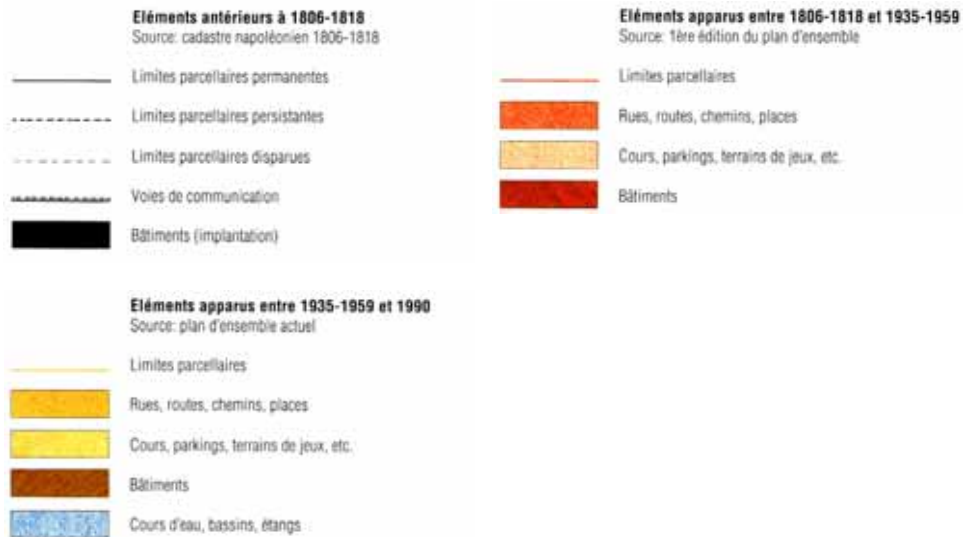 Eléments antérieurs à 1806-1818
Source: cadastre napoléonien 1806-1818
Limites parcellaires permanentes
Limites parcellaires persistantes
Limites parcellaires disparues
Voies de communication
Bâtiments (implantation)
Eléments apparus entre 1806-1818 et 1935-1959
Source: 1ère édition du plan d'ensemble
Limites parcellaires
Rues, routes, chemins, places
Cours, parkings, terrains de jeux, etc.
Bâtiments
Eléments apparus entre 1935-1959 et 1990
Source: plan d'ensemble actuel
Limites parcellaires
Rues, routes, chemins, places
Cours, parkings, terrains de jeux, etc.
Bâtiments
Cours d'eau, bassins, étangs